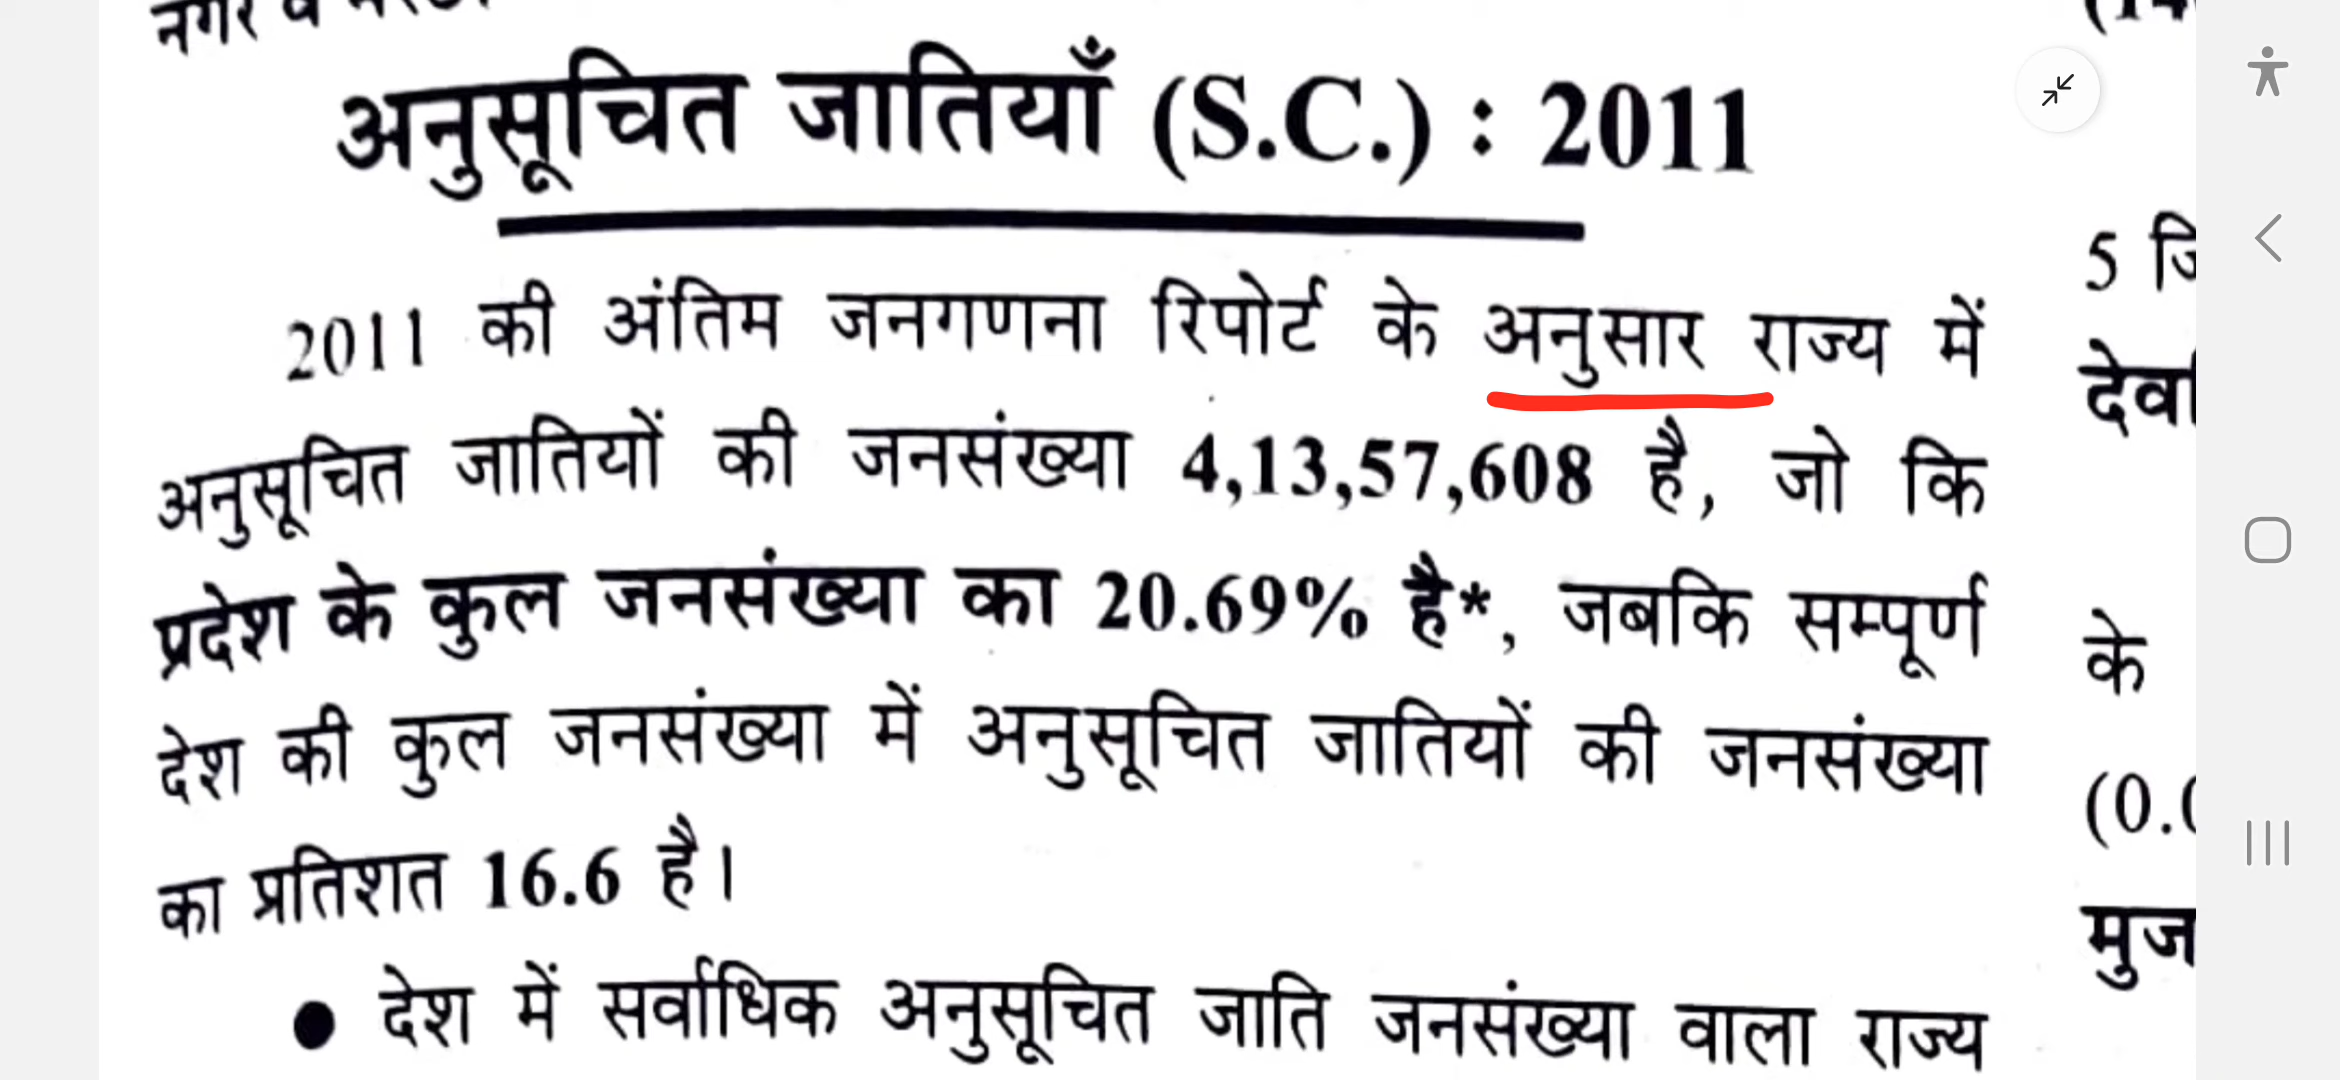 अनुसूचित जातियाँ (S.C.) : 2011
2011 की अंतिम जनगणना रिपोर्ट के अनुसार राज्य में
अनुसूचित जातियों की जनसंख्या 4,13,57,608 है, जो कि
प्रदेश के कुल जनसंख्या का 20.69% है*, जबकि सम्पूर्ण
देश की कुल जनसंख्या में अनुसूचित जातियों की जनसंख्या
का प्रतिशत 16.6 है।
● देश में सर्वाधिक अनुसूचित जाति जनसंख्या वाला राज्य
5
के